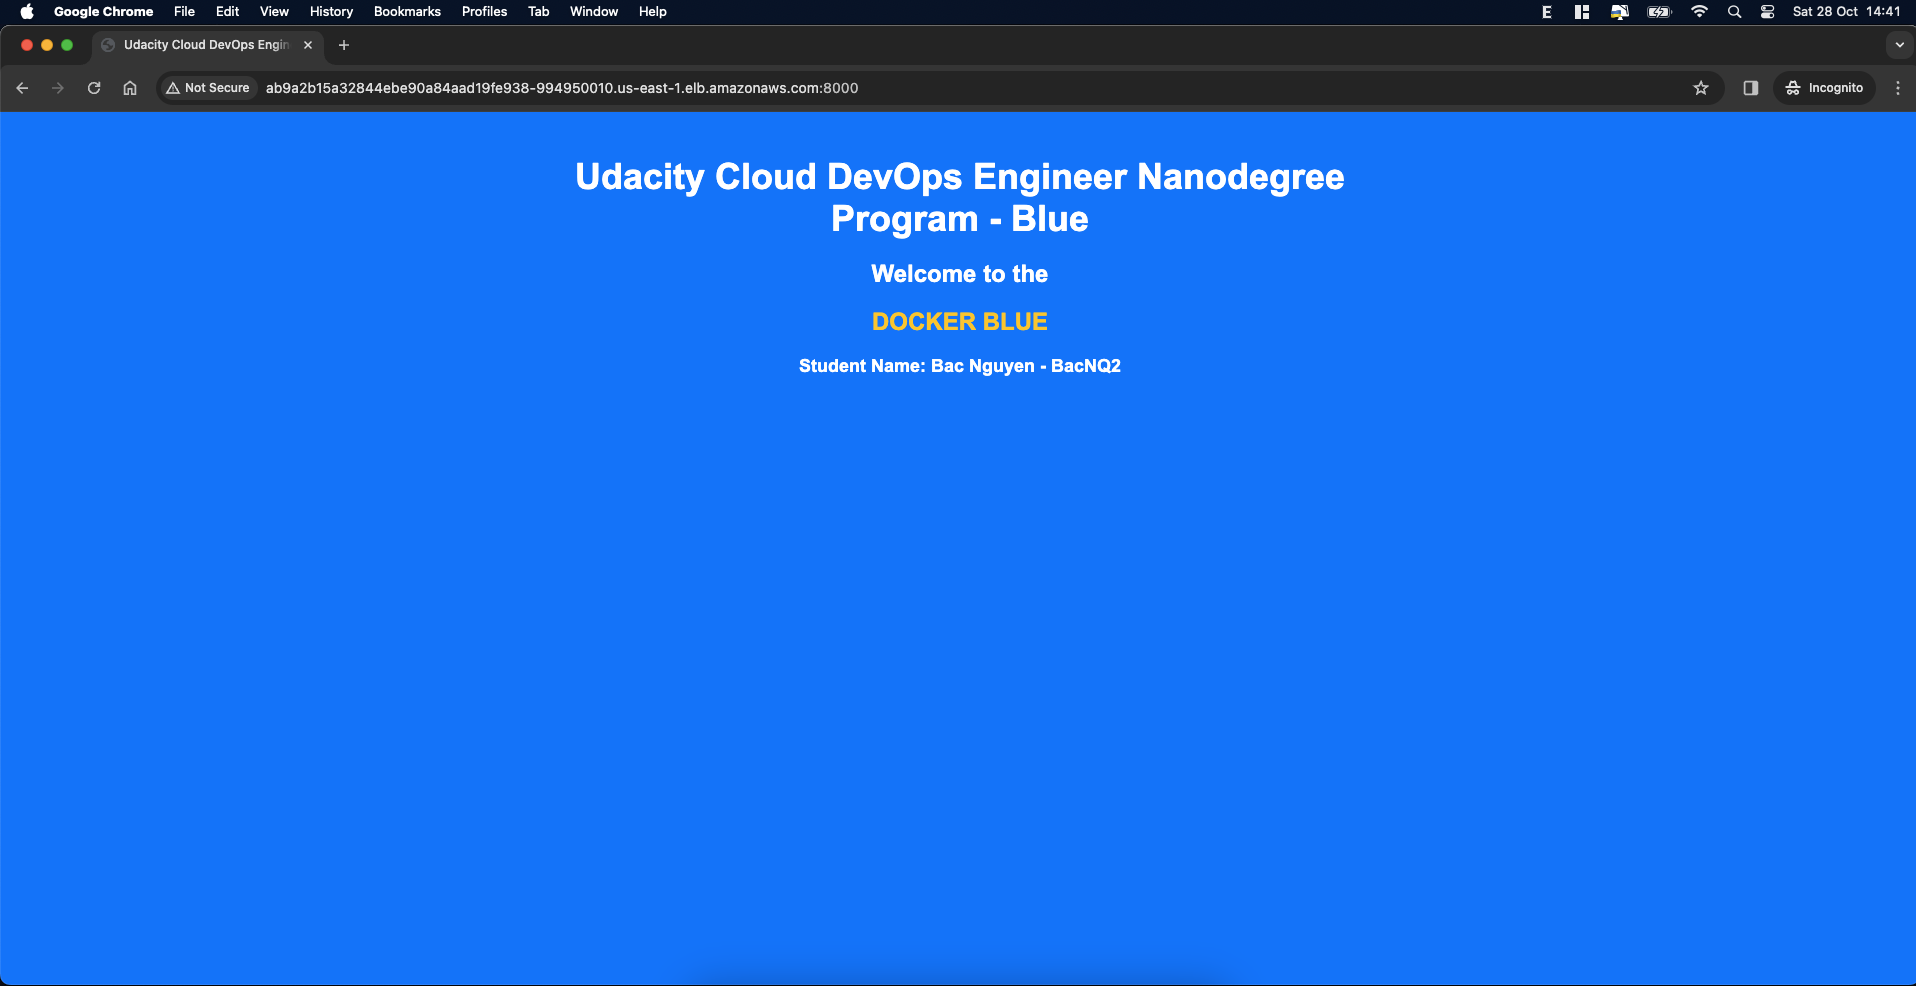 Google Chrome File Edit View History Bookmarks Profiles Tab Window Help E Sat 28 Oct 14:41
Udacity Cloud DevOps Engin
Not Secure ab9a2b15a32844ebe90a84aad19fe938-994950010.us-east-1.elb.amazonaws.com:8000 Incognito
Udacity Cloud DevOps Engineer Nanodegree
Program - Blue
Welcome to the
DOCKER BLUE
Student Name: Bac Nguyen - BacNQ2